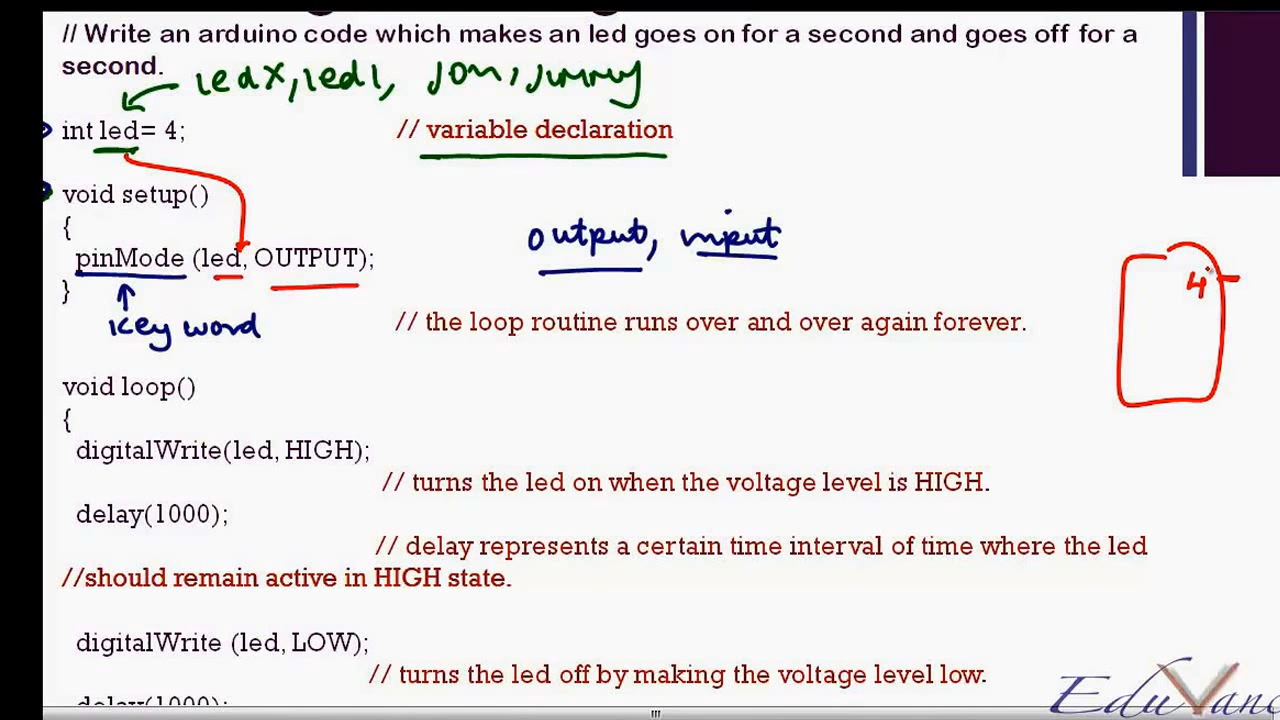 // Write an arduino code which makes an led goes on for a second and goes off for a
second.
ledx, led1, jon, jimmy
int led= 4; // variable declaration
void setup()
{
output, input
pinMode (led, OUTPUT);
}
key word
// the loop routine runs over and over again forever.
4
void loop()
{
digitalWrite(led, HIGH);
// turns the led on when the voltage level is HIGH.
delay(1000);
// delay represents a certain time interval of time where the led
//should remain active in HIGH state.
digitalWrite (led, LOW);
// turns the led off by making the voltage level low.
delay(1000);